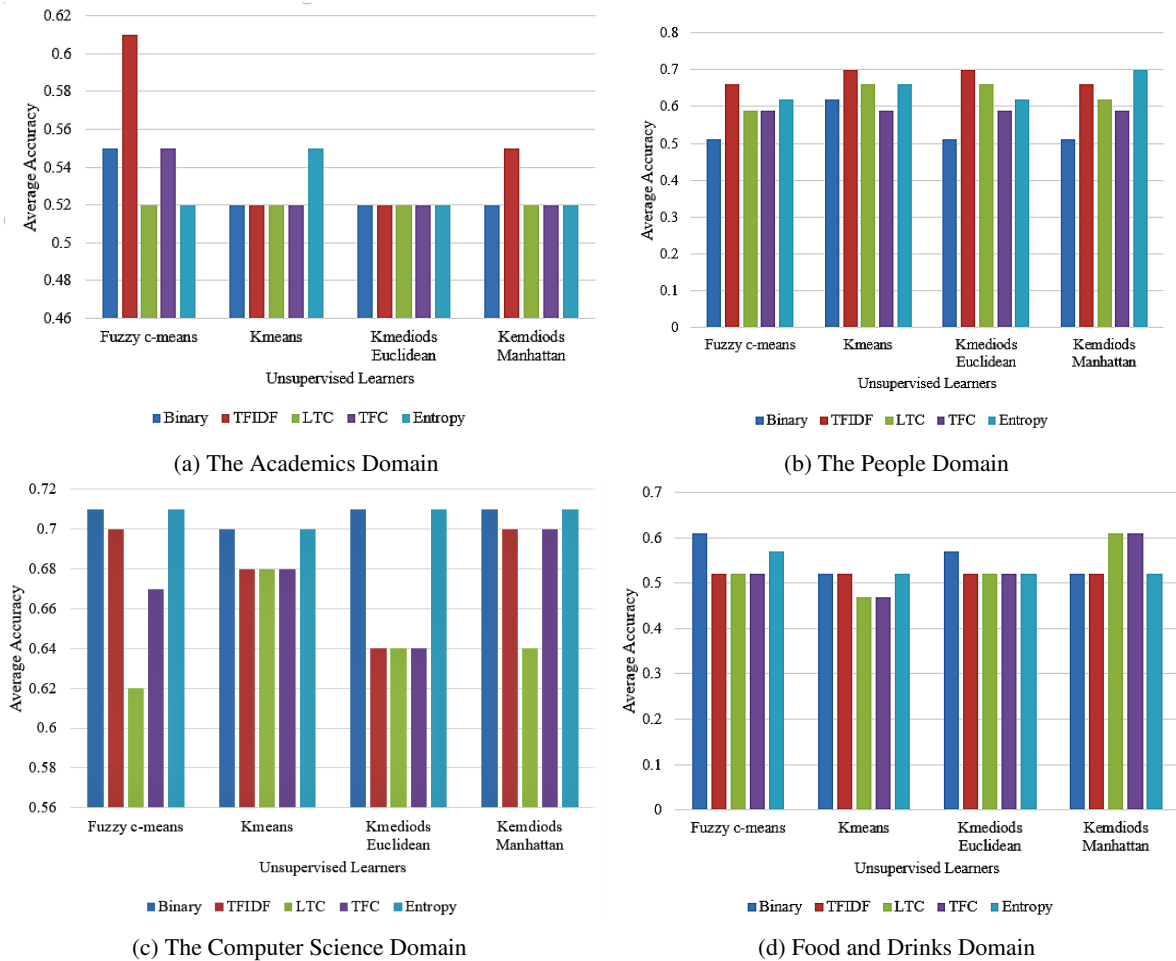 0.62
0.6
0.58
0.56
0.54
0.52
0.5
0.48
0.46
Average Accuracy
Fuzzy c-means
Kmeans
Kmediods
Euclidean
Kemdiods
Manhattan
Unsupervised Learners
Binary TFIDF LTC TFC Entropy
(a) The Academics Domain
0.8
0.7
0.6
0.5
0.4
0.3
0.2
0.1
0
Average Accuracy
Fuzzy c-means
Kmeans
Kmediods
Euclidean
Kemdiods
Manhattan
Unsupervised Learners
Binary TFIDF LTC TFC Entropy
(b) The People Domain
0.72
0.7
0.68
0.66
0.64
0.62
0.6
0.58
0.56
Average Accuracy
Fuzzy c-means
Kmeans
Kmediods
Euclidean
Kemdiods
Manhattan
Unsupervised Learners
Binary TFIDF LTC TFC Entropy
(c) The Computer Science Domain
0.7
0.6
0.5
0.4
0.3
0.2
0.1
0
Average Accuracy
Fuzzy c-means
Kmeans
Kmediods
Euclidean
Kemdiods
Manhattan
Unsupervised Learners
Binary TFIDF LTC TFC Entropy
(d) Food and Drinks Domain